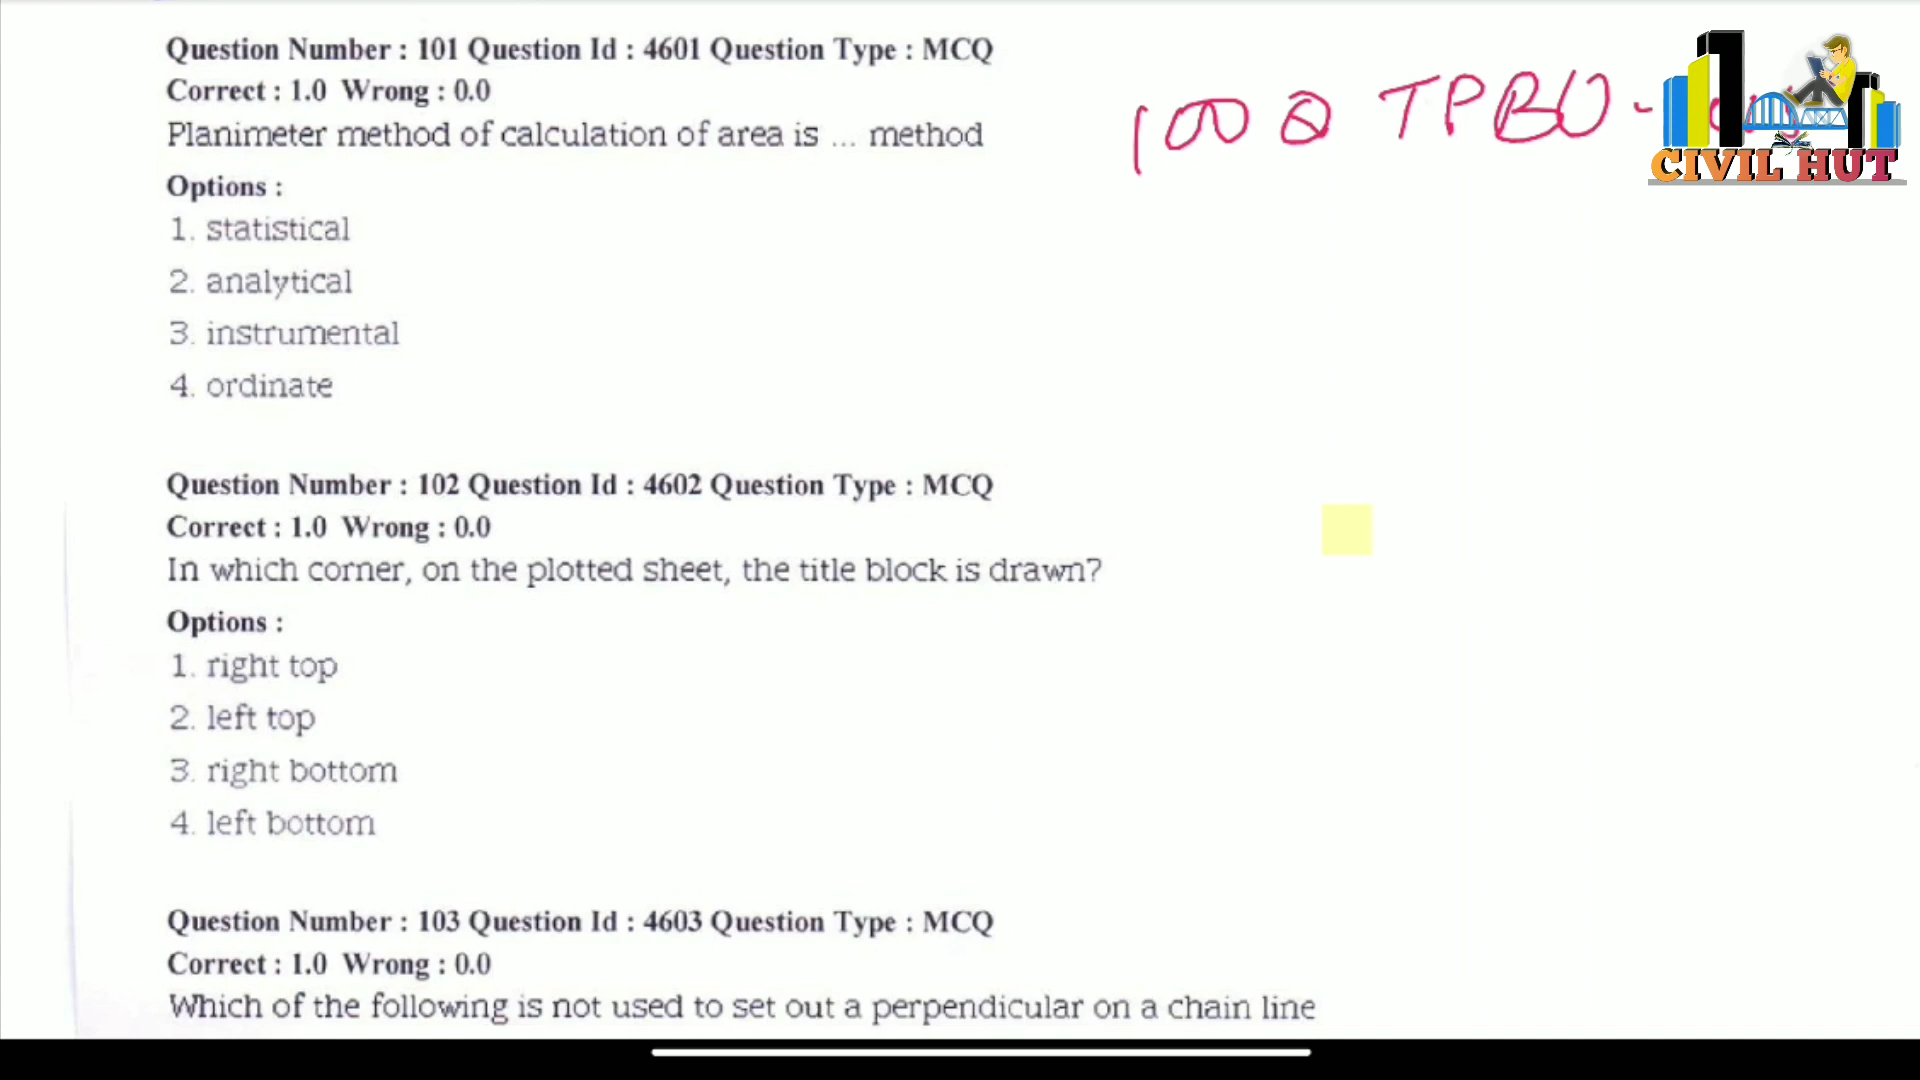 Question Number : 101 Question Id : 4601 Question Type : MCQ
Correct : 1.0 Wrong : 0.0
Planimeter method of calculation of area is ... method
Options :
1. statistical
2. analytical
3. instrumental
4. ordinate
100 Q TPBO -
CIVIL HUT
Question Number : 102 Question Id : 4602 Question Type : MCQ
Correct : 1.0 Wrong : 0.0
In which corner, on the plotted sheet, the title block is drawn?
Options :
1. right top
2. left top
3. right bottom
4. left bottom
Question Number : 103 Question Id : 4603 Question Type : MCQ
Correct : 1.0 Wrong : 0.0
Which of the following is not used to set out a perpendicular on a chain line